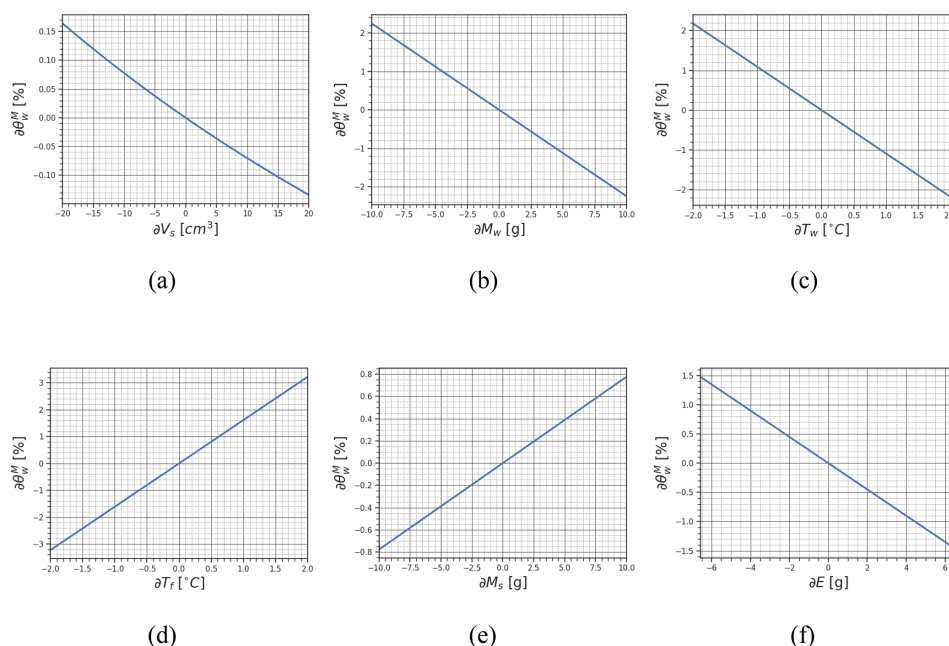 0.15
0.10
0.05
0.00
−0.05
−0.10
∂θ_w^M [%]
−20 −15 −10 −5 0 5 10 15 20
∂V_s [cm^3]
(a)
2
1
0
−1
−2
∂θ_w^M [%]
−10.0 −7.5 −5.0 −2.5 0.0 2.5 5.0 7.5 10.0
∂M_w [g]
(b)
2
1
0
−1
−2
∂θ_w^M [%]
−2.0 −1.5 −1.0 −0.5 0.0 0.5 1.0 1.5
∂T_w [˚C]
(c)
3
2
1
0
−1
−2
−3
∂θ_w^M [%]
−2.0 −1.5 −1.0 −0.5 0.0 0.5 1.0 1.5 2.0
∂T_f [˚C]
(d)
0.8
0.6
0.4
0.2
0.0
−0.2
−0.4
−0.6
−0.8
∂θ_w^M [%]
−10.0 −7.5 −5.0 −2.5 0.0 2.5 5.0 7.5 10.0
∂M_s [g]
(e)
1.5
1.0
0.5
0.0
−0.5
−1.0
−1.5
∂θ_w^M [%]
−6 −4 −2 0 2 4 6
∂E [g]
(f)